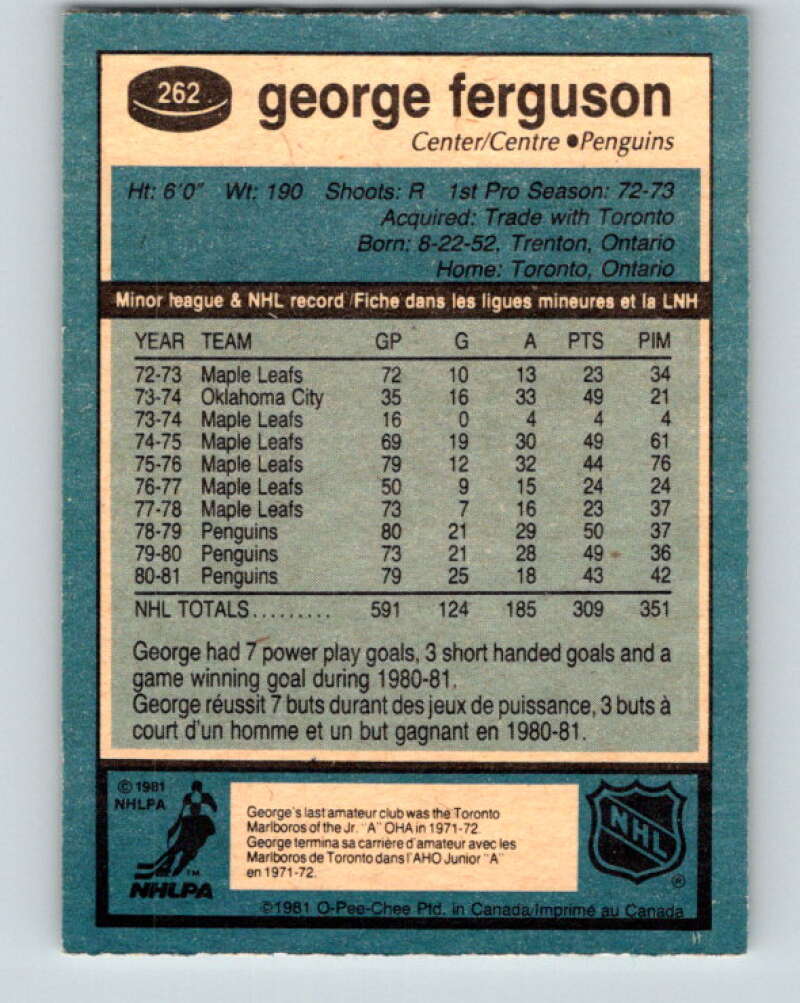 262
george ferguson
Center/Centre ●Penguins
Ht: 6'0" Wt: 190 Shoots: R 1st Pro Season: 72-73
Acquired: Trade with Toronto
Born: 8-22-52, Trenton, Ontario
Home: Toronto, Ontario
Minor league & NHL record/Fiche dans les ligues mineures et la LNH
YEAR TEAM GP G A PTS PIM
72-73 Maple Leafs 72 10 13 23 34
73-74 Oklahoma City 35 16 33 49 21
73-74 Maple Leafs 16 0 4 4 4
74-75 Maple Leafs 69 19 30 49 61
75-76 Maple Leafs 79 12 32 44 76
76-77 Maple Leafs 50 9 15 24 24
77-78 Maple Leafs 73 7 16 23 37
78-79 Penguins 80 21 29 50 37
79-80 Penguins 73 21 28 49 36
80-81 Penguins 79 25 18 43 42
NHL TOTALS......... 591 124 185 309 351
George had 7 power play goals, 3 short handed goals and a
game winning goal during 1980-81.
George réussit 7 buts durant des jeux de puissance, 3 buts à
court d'un homme et un but gagnant en 1980-81.
© 1981
NHLPA
TM
NHLPA
George's last amateur club was the Toronto
Marlboros of the Jr. "A" OHA in 1971-72.
George termina sa carrière d'amateur avec les
Marlboros de Toronto dans l'AHO Junior "A"
en 1971-72.
NHL
®
©1981 O-Pee-Chee Ptd. in Canada/Imprimé au Canada